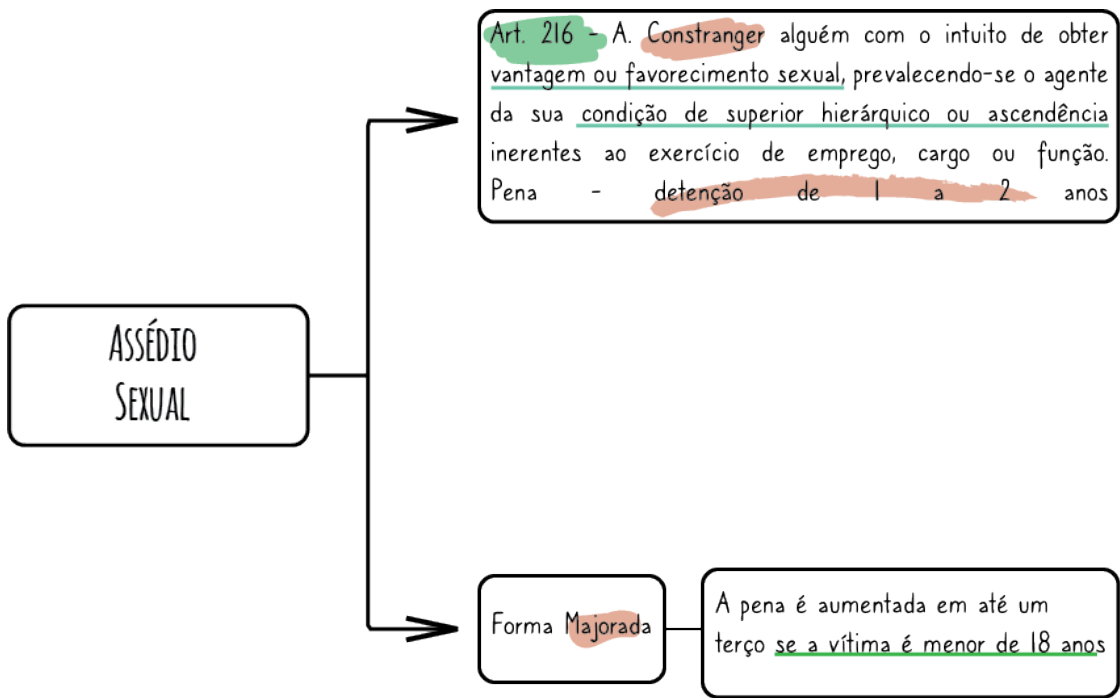 Art. 216 - A. Constranger alguém com o intuito de obter
vantagem ou favorecimento sexual, prevalecendo-se o agente
da sua condição de superior hierárquico ou ascendência
inerentes ao exercício de emprego, cargo ou função.
Pena - detenção de 1 a 2 anos
Assédio
Sexual
Forma Majorada
A pena é aumentada em até um
terço se a vítima é menor de 18 anos